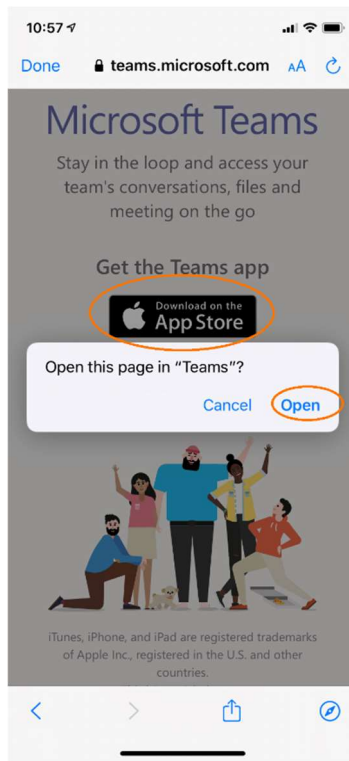 10:57
Done teams.microsoft.com AA
Microsoft Teams
Stay in the loop and access your
team's conversations, files and
meeting on the go
Get the Teams app
Download on the
App Store
Open this page in “Teams”?
Cancel Open
iTunes, iPhone, and iPad are registered trademarks
of Apple Inc., registered in the U.S. and other
countries.